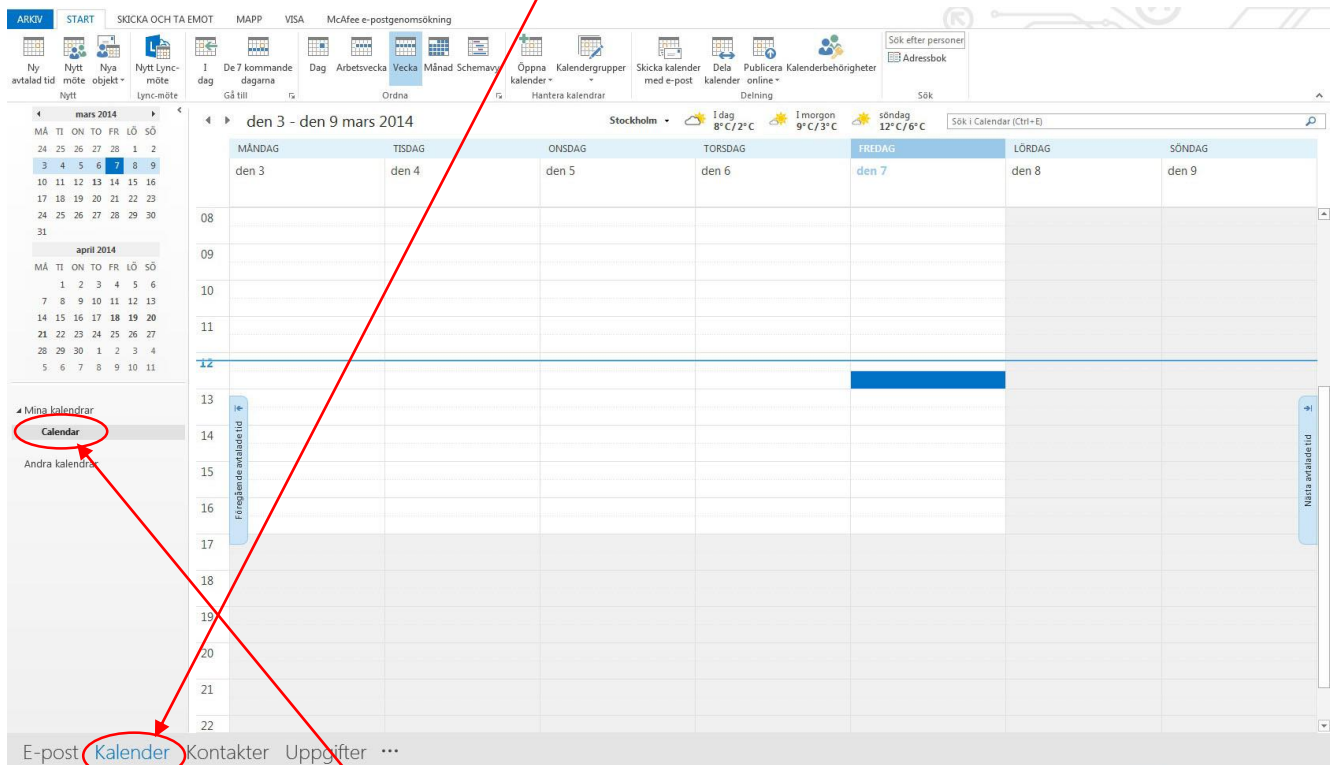 ARKIV START SKICKA OCH TA EMOT MAPP VISA McAfee e-postgenomsökning
Ny avtalad tid
Nytt möte
Nya objekt
Nytt Lync-möte
I dag
De 7 kommande dagarna
Dag Arbetsvecka Vecka Månad Schemavy
Öppna kalender
Kalendergrupper
Skicka kalender med e-post
Dela kalender
Publicera online
Kalenderbehörigheter
Sök efter personer
Adressbok
Nytt Lync-möte Gå till Ordna Hantera kalendrar Delning Sök
mars 2014
MÅ TI ON TO FR LÖ SÖ
24 25 26 27 28 1 2
3 4 5 6 7 8 9
10 11 12 13 14 15 16
17 18 19 20 21 22 23
24 25 26 27 28 29 30
31
april 2014
MÅ TI ON TO FR LÖ SÖ
1 2 3 4 5 6
7 8 9 10 11 12 13
14 15 16 17 18 19 20
21 22 23 24 25 26 27
28 29 30 1 2 3 4
5 6 7 8 9 10 11
Mina kalendrar
Calendar
Andra kalendrar
den 3 - den 9 mars 2014
Stockholm
I dag
8°C/2°C
I morgon
9°C/3°C
söndag
12°C/6°C
Sök i Calendar (Ctrl+E)
MÅNDAG TISDAG ONSDAG TORSDAG FREDAG LÖRDAG SÖNDAG
den 3 den 4 den 5 den 6 den 7 den 8 den 9
08
09
10
11
12
13
14
15
16
17
18
19
20
21
22
Föregående avtalade tid
Nästa avtalade tid
E-post Kalender Kontakter Uppgifter ...